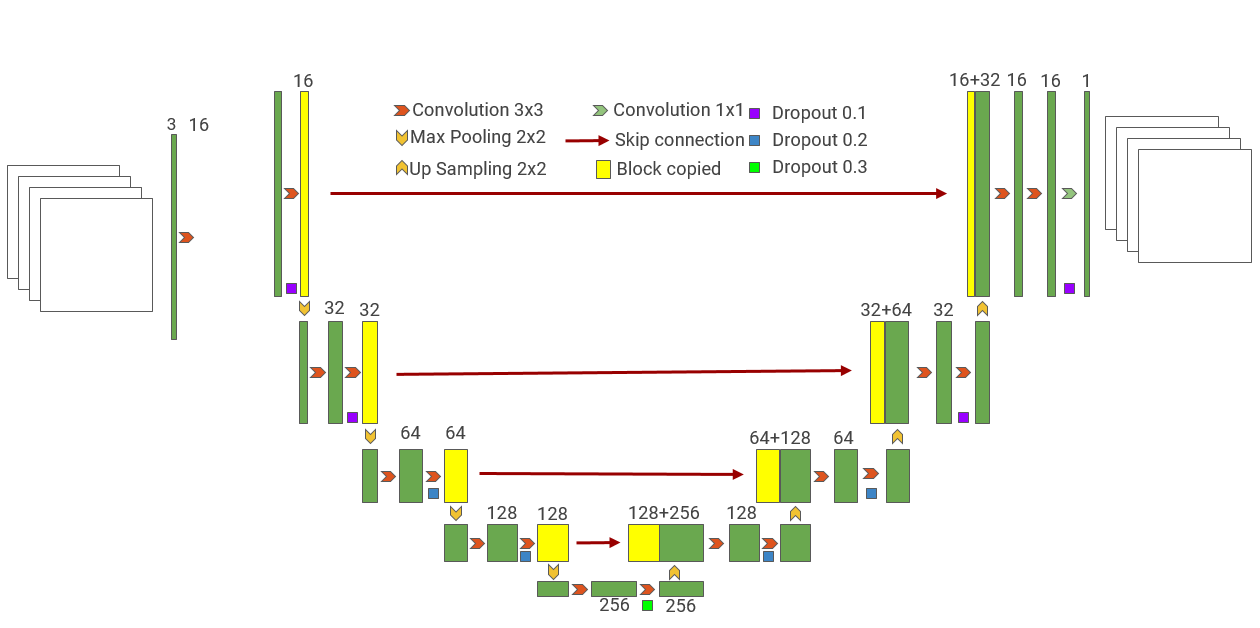 16
16+32 16 16 1
Convolution 3x3 Convolution 1x1 Dropout 0.1
3 16
Max Pooling 2x2 Skip connection Dropout 0.2
Up Sampling 2x2 Block copied Dropout 0.3
32 32 32+64 32
64 64 64+128 64
128 128 128+256 128
256 256